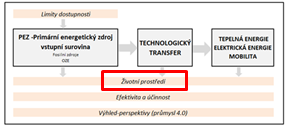 Limity dostupnosti
PEZ -Primární energetický zdroj
vstupní surovina
Fosilní zdroje
OZE
TECHNOLOGICKÝ
TRANSFER
TEPELNÁ ENERGIE
ELEKTRICKÁ ENERGIE
MOBILITA
Životní prostředí
Efektivita a účinnost
Výhled-perspektivy (průmysl 4.0)